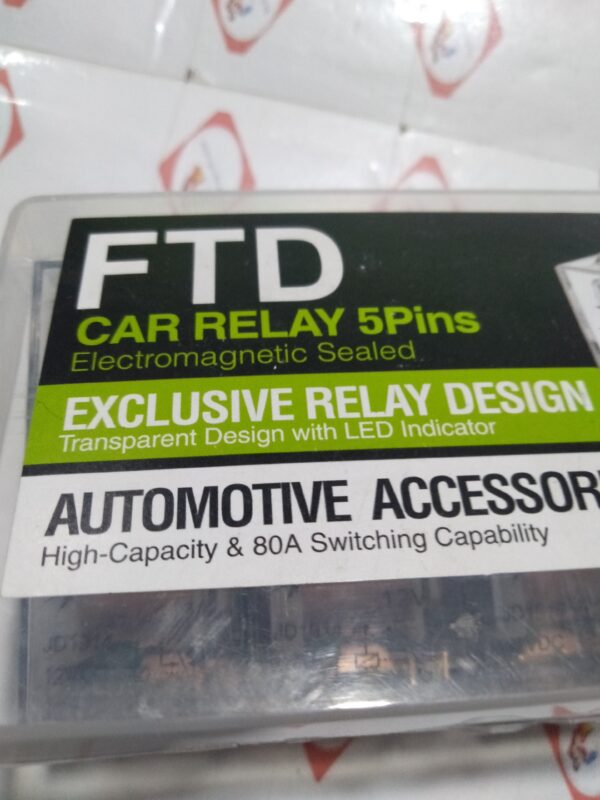 FTD
CAR RELAY 5Pins
Electromagnetic Sealed
EXCLUSIVE RELAY DESIGN
Transparent Design with LED Indicator
AUTOMOTIVE ACCESSOR
High-Capacity & 80A Switching Capability